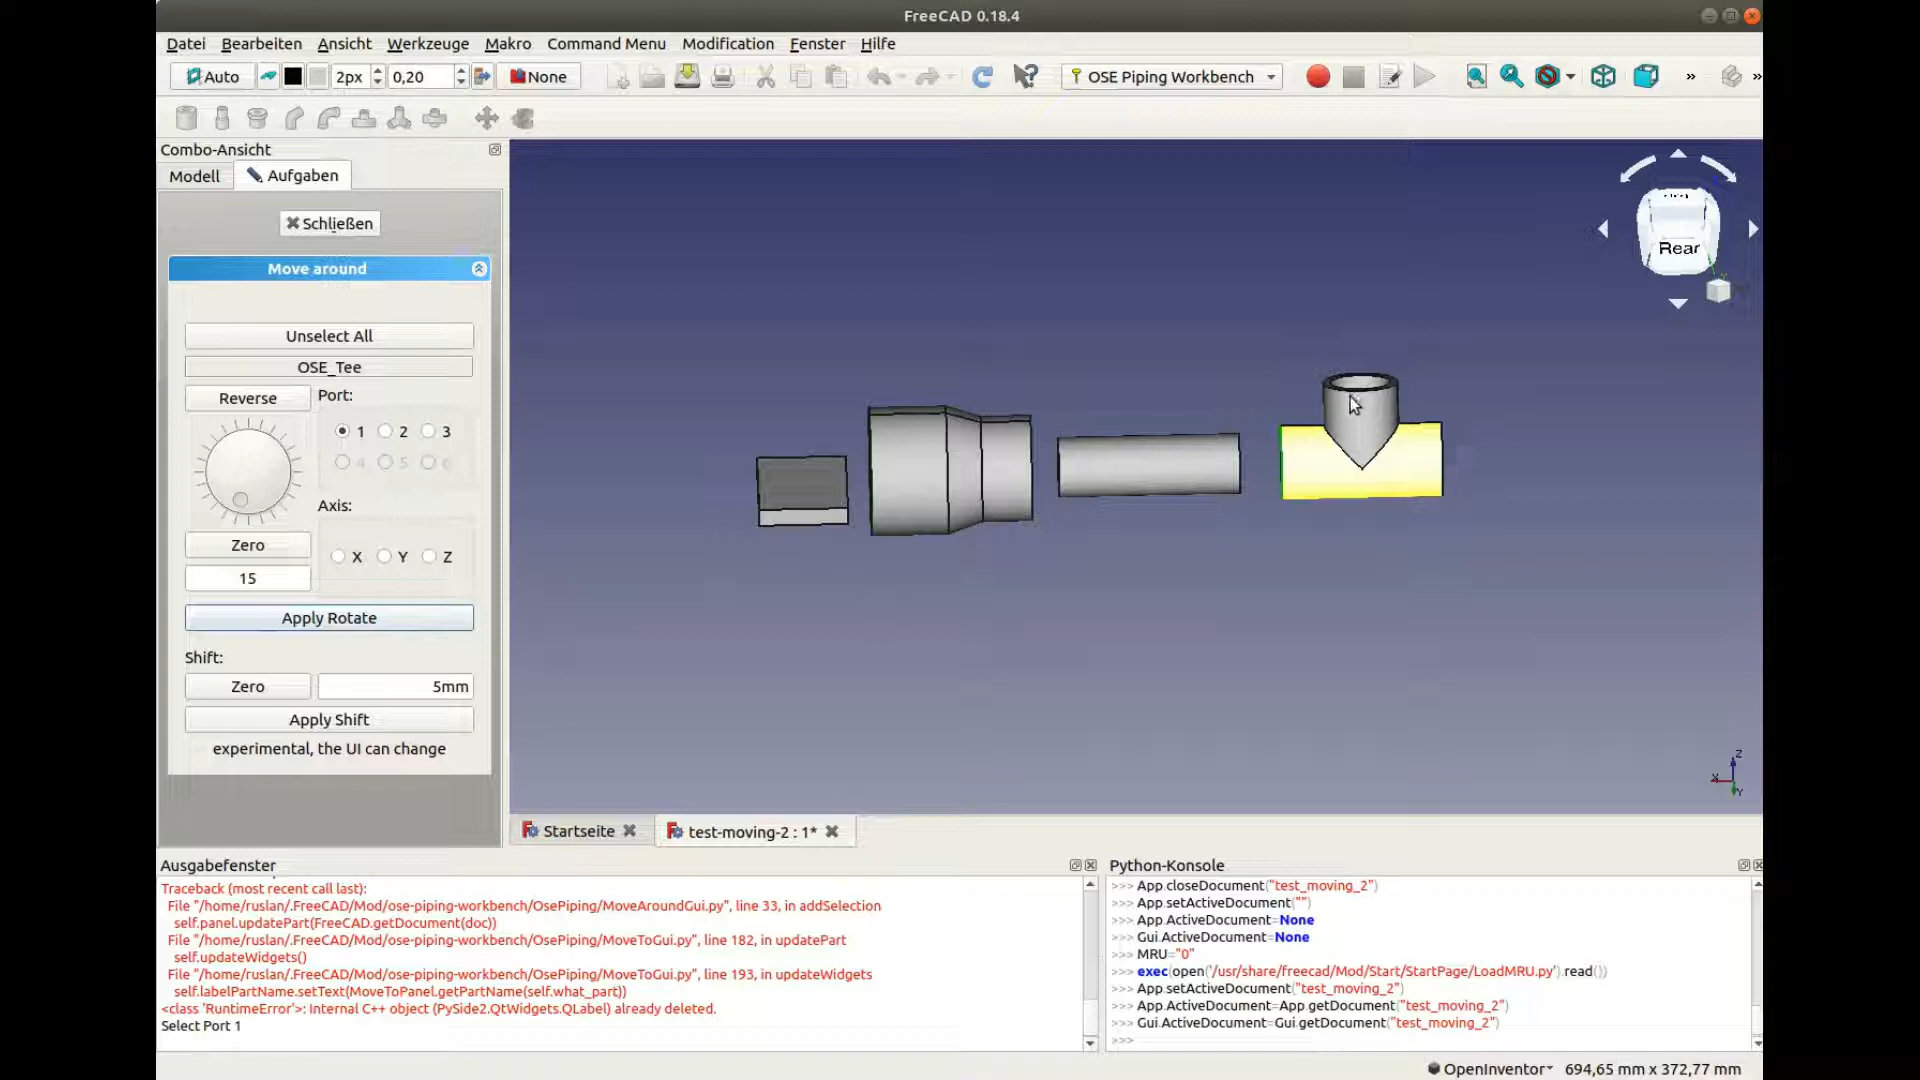 FreeCAD 0.18.4
Datei Bearbeiten Ansicht Werkzeuge Makro Command Menu Modification Fenster Hilfe
Auto 2px 0,20 None OSE Piping Workbench » »
Combo-Ansicht
Modell Aufgaben
Schließen
Move around
Unselect All
OSE_Tee
Reverse Port:
1 2 3
4 5 6
Axis:
Zero
X Y Z
15
Apply Rotate
Shift:
Zero 5mm
Apply Shift
experimental, the UI can change
Rear
Z
X
Y
Startseite test-moving-2 : 1*
Ausgabefenster
Traceback (most recent call last):
File "/home/ruslan/.FreeCAD/Mod/ose-piping-workbench/OsePiping/MoveAroundGui.py", line 33, in addSelection
self.panel.updatePart(FreeCAD.getDocument(doc))
File "/home/ruslan/.FreeCAD/Mod/ose-piping-workbench/OsePiping/MoveToGui.py", line 182, in updatePart
self.updateWidgets()
File "/home/ruslan/.FreeCAD/Mod/ose-piping-workbench/OsePiping/MoveToGui.py", line 193, in updateWidgets
self.labelPartName.setText(MoveToPanel.getPartName(self.what_part))
<class 'RuntimeError'>: Internal C++ object (PySide2.QtWidgets.QLabel) already deleted.
Select Port 1
Python-Konsole
>>> App.closeDocument("test_moving_2")
>>> App.setActiveDocument("")
>>> App.ActiveDocument=None
>>> Gui.ActiveDocument=None
>>> MRU="0"
>>> exec(open('/usr/share/freecad/Mod/Start/StartPage/LoadMRU.py').read())
>>> App.setActiveDocument("test_moving_2")
>>> App.ActiveDocument=App.getDocument("test_moving_2")
>>> Gui.ActiveDocument=Gui.getDocument("test_moving_2")
>>>
OpenInventor 694,65 mm x 372,77 mm